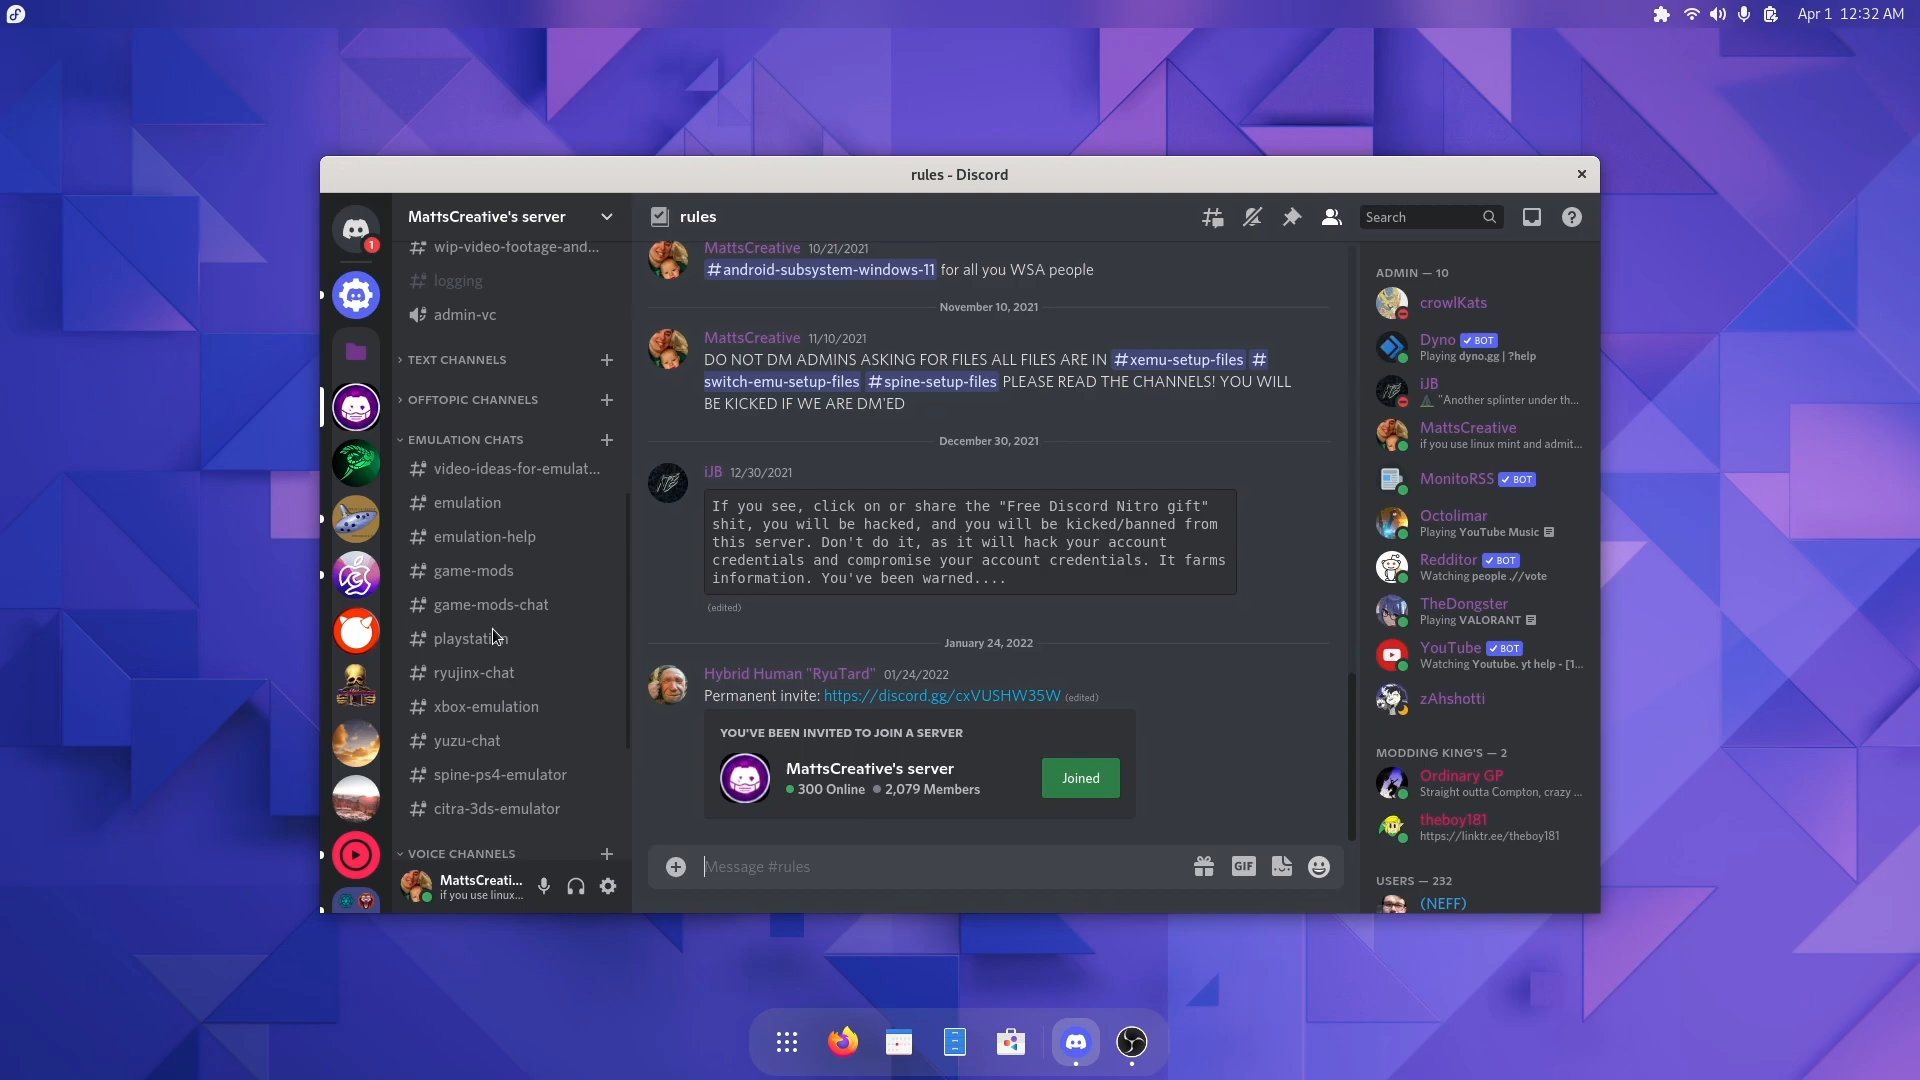 Apr 1 12:32 AM
rules - Discord
MattsCreative's server
rules
Search
1
wip-video-footage-and...
logging
admin-vc
TEXT CHANNELS
OFFTOPIC CHANNELS
EMULATION CHATS
video-ideas-for-emulat...
emulation
emulation-help
game-mods
game-mods-chat
playstation
ryujinx-chat
xbox-emulation
yuzu-chat
spine-ps4-emulator
citra-3ds-emulator
VOICE CHANNELS
MattsCreati...
if you use linux...
MattsCreative 10/21/2021
#android-subsystem-windows-11 for all you WSA people
November 10, 2021
MattsCreative 11/10/2021
DO NOT DM ADMINS ASKING FOR FILES ALL FILES ARE IN #xemu-setup-files #
switch-emu-setup-files #spine-setup-files PLEASE READ THE CHANNELS! YOU WILL
BE KICKED IF WE ARE DM'ED
December 30, 2021
iJB 12/30/2021
If you see, click on or share the "Free Discord Nitro gift"
shit, you will be hacked, and you will be kicked/banned from
this server. Don't do it, as it will hack your account
credentials and compromise your account credentials. It farms
information. You've been warned....
(edited)
January 24, 2022
Hybrid Human "RyuTard" 01/24/2022
Permanent invite: https://discord.gg/cxVUSHW35W (edited)
YOU'VE BEEN INVITED TO JOIN A SERVER
MattsCreative's server
300 Online 2,079 Members
Joined
Message #rules
GIF
ADMIN — 10
crowlKats
Dyno BOT
Playing dyno.gg | ?help
iJB
"Another splinter under th...
MattsCreative
if you use linux mint and admit...
MonitoRSS BOT
Octolimar
Playing YouTube Music
Redditor BOT
Watching people .//vote
TheDongster
Playing VALORANT
YouTube BOT
Watching Youtube. yt help - [1...
zAhshotti
MODDING KING'S — 2
Ordinary GP
Straight outta Compton, crazy ...
theboy181
https://linktr.ee/theboy181
USERS — 232
(NEFF)